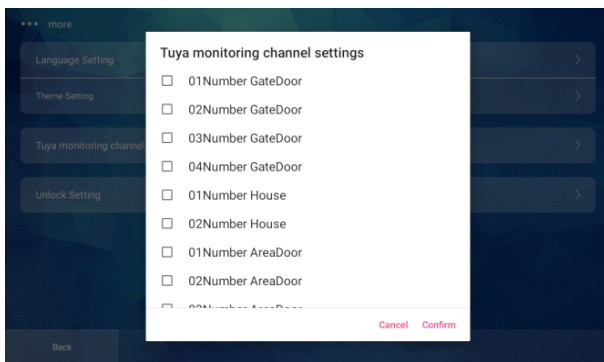 ••• more
Language Setting
Theme Setting
Tuya monitoring channel
Unlock Setting
Back
Tuya monitoring channel settings
01Number GateDoor
02Number GateDoor
03Number GateDoor
04Number GateDoor
01Number House
02Number House
01Number AreaDoor
02Number AreaDoor
Cancel Confirm